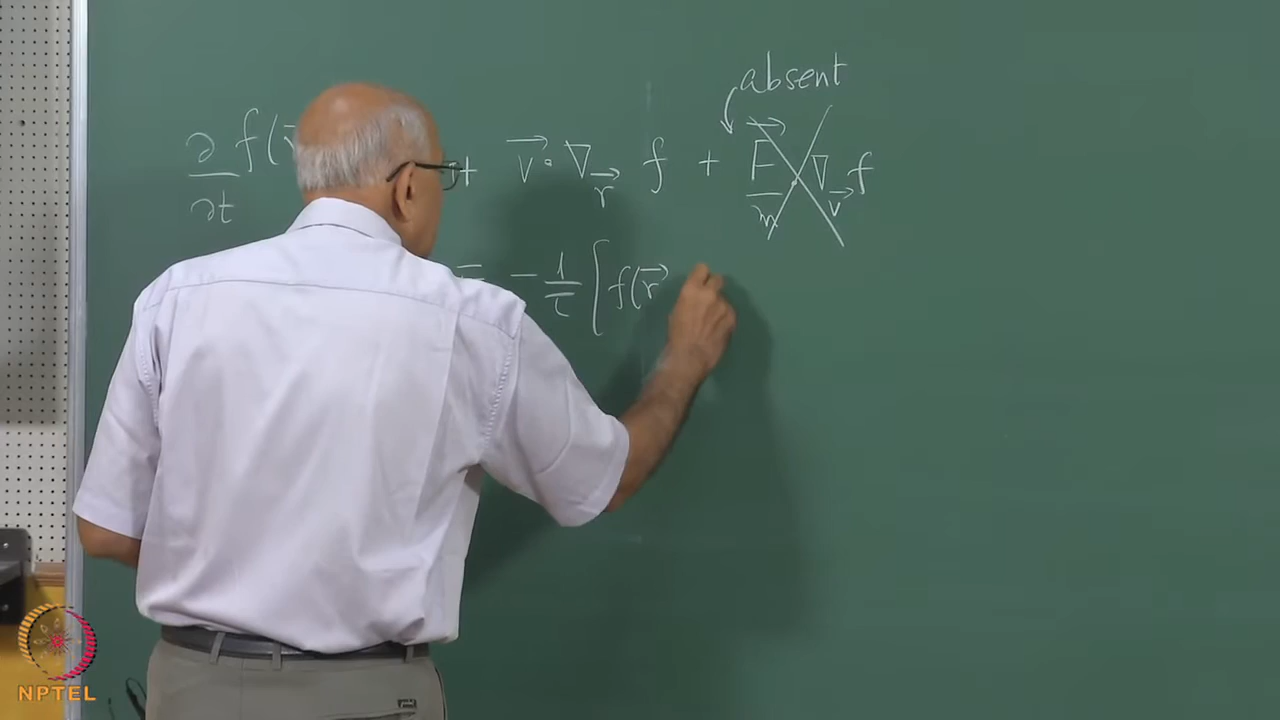 absent
∂/∂t f(r⃗ + v⃗ · ∇_r⃗ f + F⃗/m ∇_v⃗ f
= − 1/τ [ f(r⃗
NPTEL